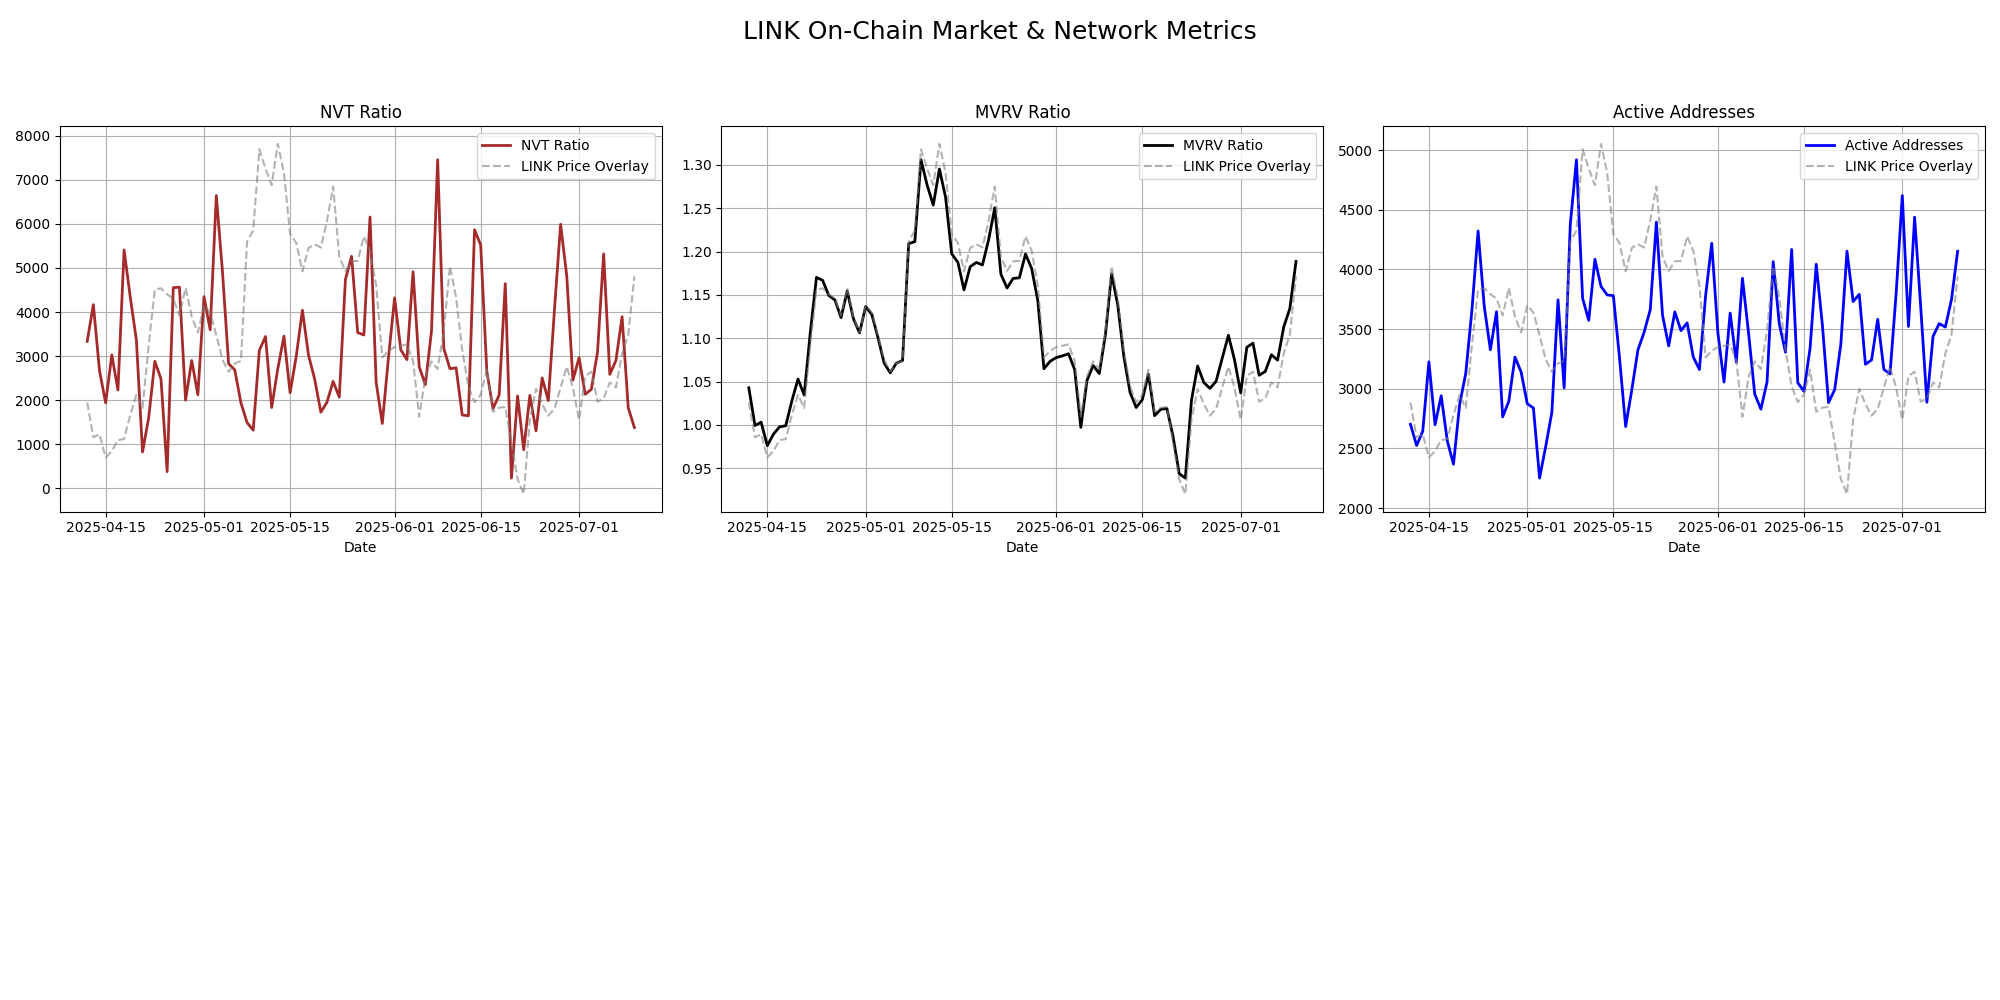 LINK On-Chain Market & Network Metrics
NVT Ratio
NVT Ratio
LINK Price Overlay
8000
7000
6000
5000
4000
3000
2000
1000
0
2025-04-15 2025-05-01 2025-05-15 2025-06-01 2025-06-15 2025-07-01
Date
MVRV Ratio
MVRV Ratio
LINK Price Overlay
1.30
1.25
1.20
1.15
1.10
1.05
1.00
0.95
2025-04-15 2025-05-01 2025-05-15 2025-06-01 2025-06-15 2025-07-01
Date
Active Addresses
Active Addresses
LINK Price Overlay
5000
4500
4000
3500
3000
2500
2000
2025-04-15 2025-05-01 2025-05-15 2025-06-01 2025-06-15 2025-07-01
Date